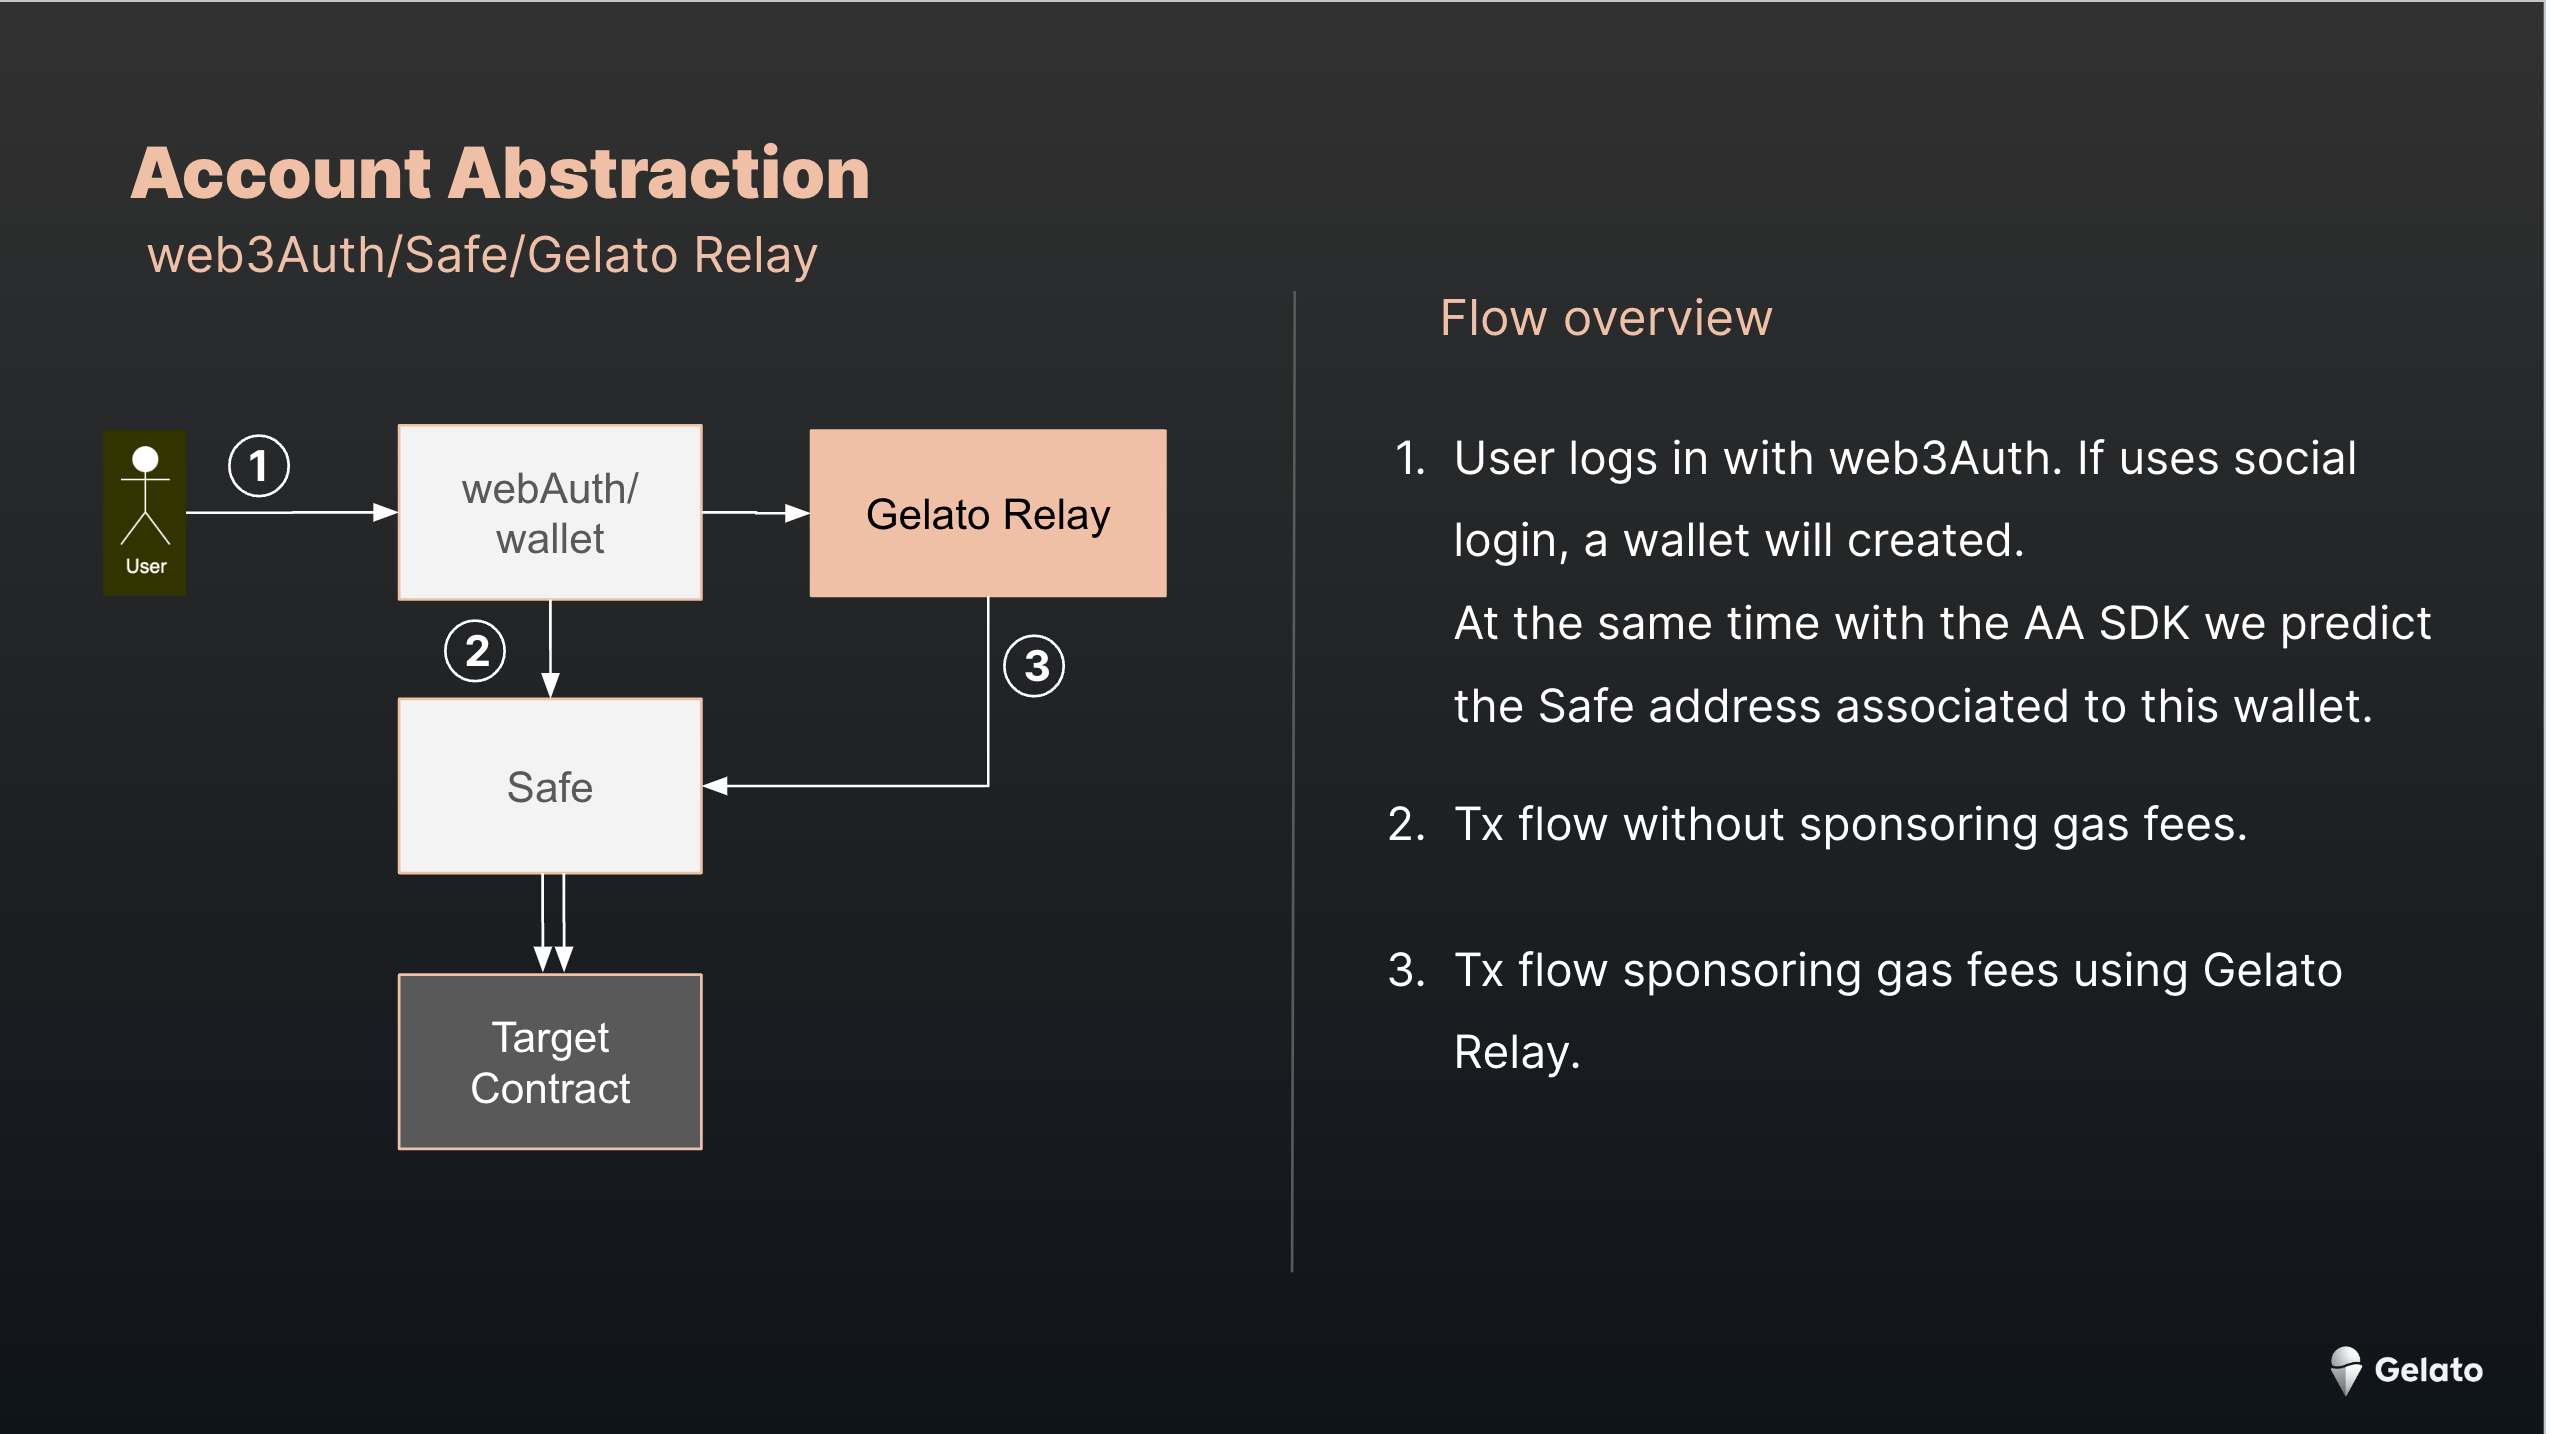 Account Abstraction
web3Auth/Safe/Gelato Relay
User
1
webAuth/
wallet
Gelato Relay
2
3
Safe
Target
Contract
Flow overview
1. User logs in with web3Auth. If uses social
login, a wallet will created.
At the same time with the AA SDK we predict
the Safe address associated to this wallet.
2. Tx flow without sponsoring gas fees.
3. Tx flow sponsoring gas fees using Gelato
Relay.
Gelato